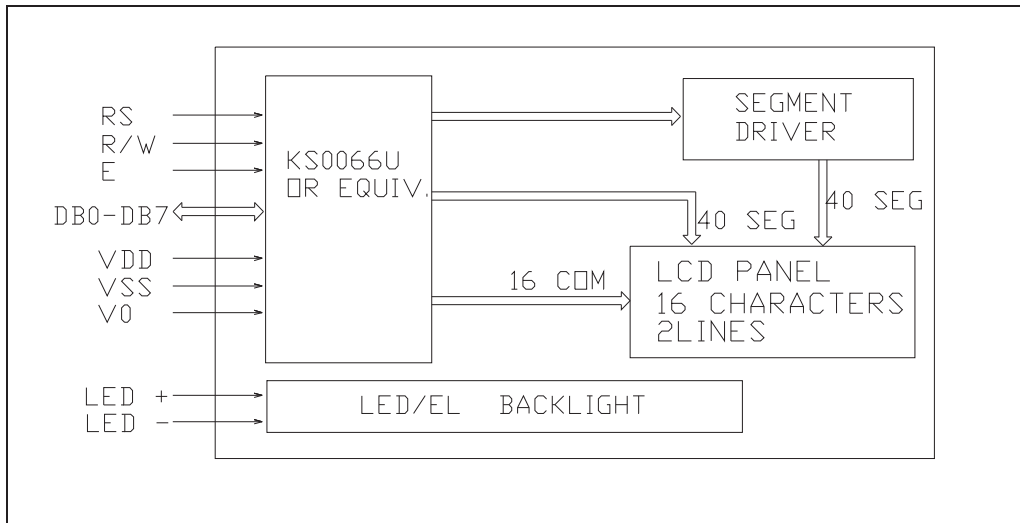 RS
R/W
E
DB0-DB7
VDD
VSS
V0
LED +
LED -
KS0066U
OR EQUIV.
SEGMENT
DRIVER
40 SEG
40 SEG
16 COM
LCD PANEL
16 CHARACTERS
2LINES
LED/EL BACKLIGHT